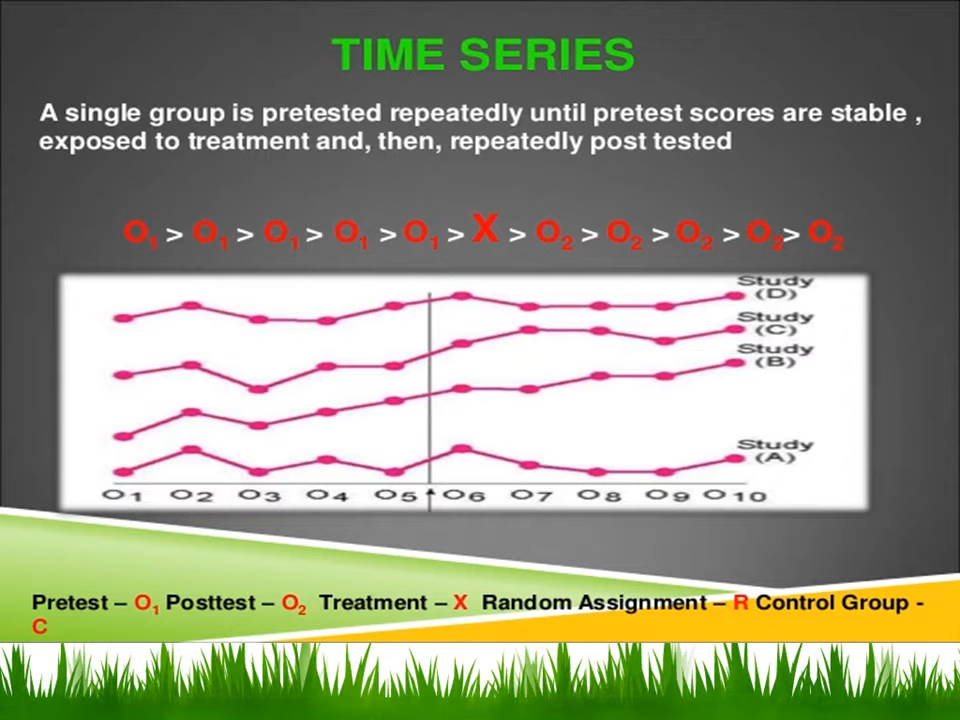 TIME SERIES
A single group is pretested repeatedly until pretest scores are stable ,
exposed to treatment and, then, repeatedly post tested
O₁ > O₁ > O₁ > O₁ > O₁ > X > O₂ > O₂ > O₂ > O₂> O₂
Study
(D)
Study
(C)
Study
(B)
Study
(A)
O1 O2 O3 O4 O5 O6 O7 O8 O9 O10
Pretest – O₁ Posttest – O₂ Treatment – X Random Assignment – R Control Group -
C